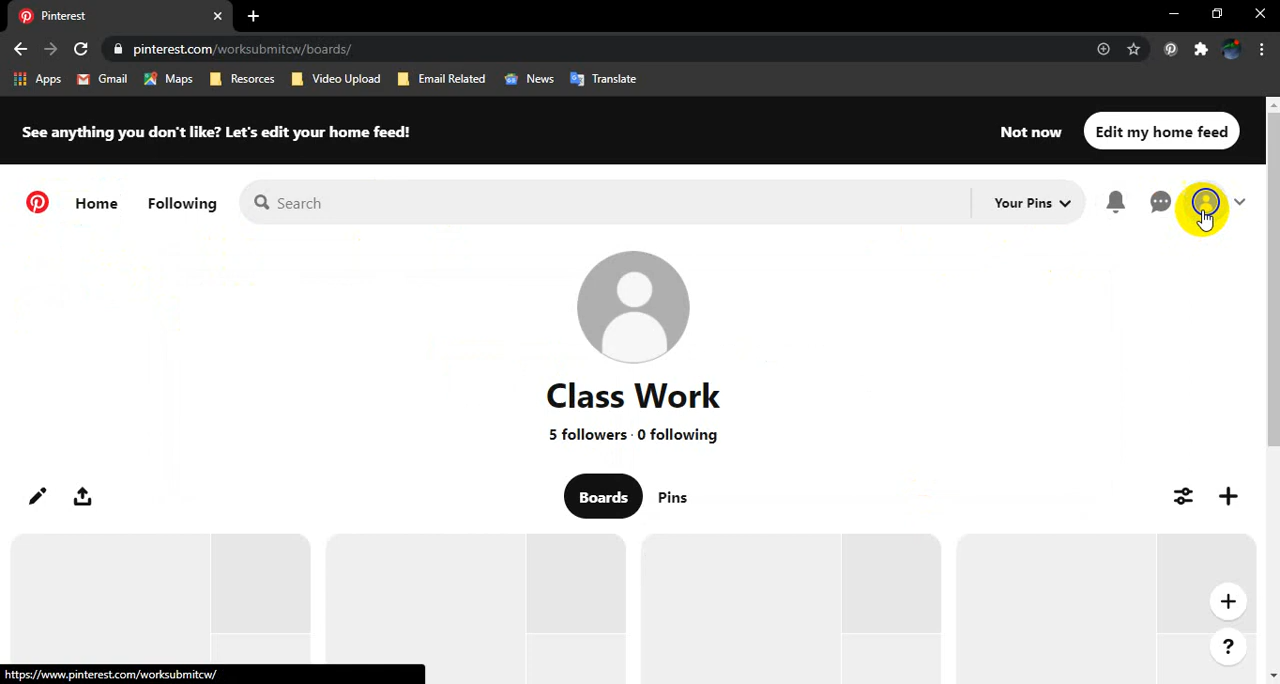 Pinterest
pinterest.com/worksubmitcw/boards/
Apps Gmail Maps Resorces Video Upload Email Related News Translate
See anything you don't like? Let's edit your home feed! Not now Edit my home feed
Home Following Search Your Pins
Class Work
5 followers · 0 following
Boards Pins
https://www.pinterest.com/worksubmitcw/